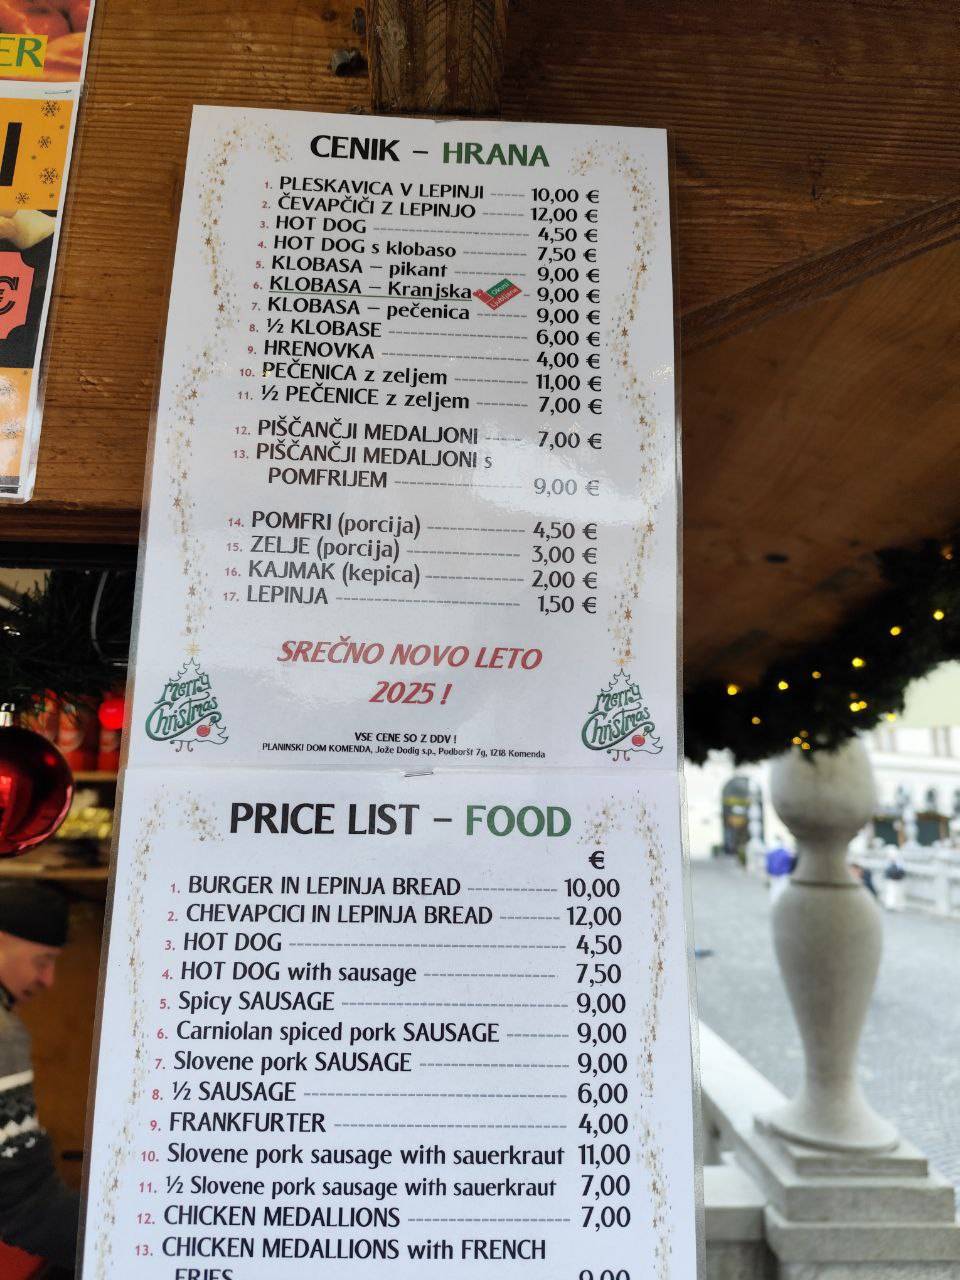 ER
I
€
CENIK – HRANA
1. PLESKAVICA V LEPINJI ------ 10,00 €
2. ČEVAPČIČI Z LEPINJO ------- 12,00 €
3. HOT DOG ---------------------------- 4,50 €
4. HOT DOG s klobaso ------------- 7,50 €
5. KLOBASA – pikant --------------- 9,00 €
6. KLOBASA – Kranjska Okusi Ljubljane - 9,00 €
7. KLOBASA – pečenica --------- 9,00 €
8. ½ KLOBASE ------------------------- 6,00 €
9. HRENOVKA -------------------------- 4,00 €
10. PEČENICA z zeljem -------------- 11,00 €
11. ½ PEČENICE z zeljem --------- 7,00 €
12. PIŠČANČJI MEDALJONI ------ 7,00 €
13. PIŠČANČJI MEDALJONI s
POMFRIJEM ----------------------- 9,00 €
14. POMFRI (porcija) ----------------- 4,50 €
15. ZELJE (porcija) -------------------- 3,00 €
16. KAJMAK (kepica) ----------------- 2,00 €
17. LEPINJA -------------------------------- 1,50 €
SREČNO NOVO LETO
2025 !
Merry
Christmas
Merry
Christmas
VSE CENE SO Z DDV !
PLANINSKI DOM KOMENDA, Jože Dodig s.p., Podboršt 7g, 1218 Komenda
PRICE LIST – FOOD
€
1. BURGER IN LEPINJA BREAD ------------ 10,00
2. CHEVAPCICI IN LEPINJA BREAD -------- 12,00
3. HOT DOG ------------------------------------- 4,50
4. HOT DOG with sausage ----------------- 7,50
5. Spicy SAUSAGE ----------------------------- 9,00
6. Carniolan spiced pork SAUSAGE -------- 9,00
7. Slovene pork SAUSAGE ------------------- 9,00
8. ½ SAUSAGE ---------------------------------- 6,00
9. FRANKFURTER ------------------------------ 4,00
10. Slovene pork sausage with sauerkraut 11,00
11. ½ Slovene pork sausage with sauerkraut 7,00
12. CHICKEN MEDALLIONS --------------------- 7,00
13. CHICKEN MEDALLIONS with FRENCH
FRIES 9,00